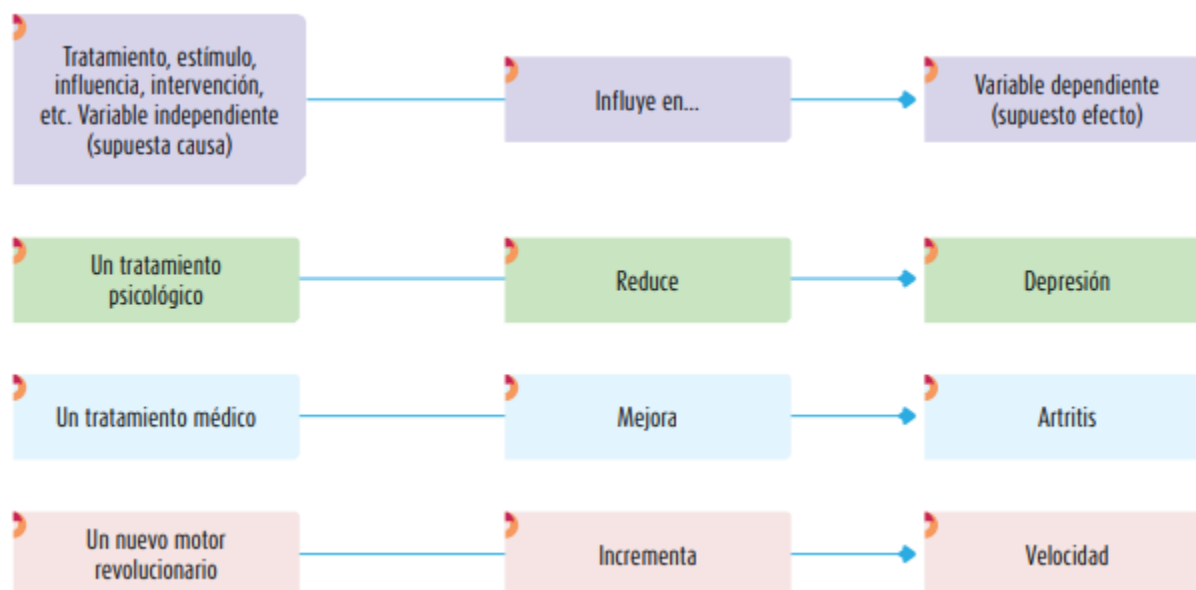 Tratamiento, estímulo,
influencia, intervención,
etc. Variable independiente
(supuesta causa)
Influye en...
Variable dependiente
(supuesto efecto)
Un tratamiento
psicológico
Reduce
Depresión
Un tratamiento médico
Mejora
Artritis
Un nuevo motor
revolucionario
Incrementa
Velocidad